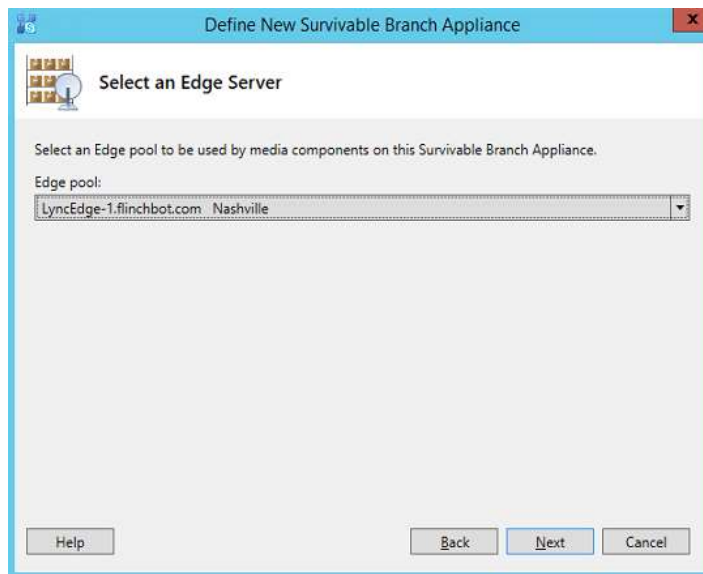 Define New Survivable Branch Appliance
x
Select an Edge Server
Select an Edge pool to be used by media components on this Survivable Branch Appliance.
Edge pool:
LyncEdge-1.flinchbot.com Nashville
Help
Back
Next
Cancel